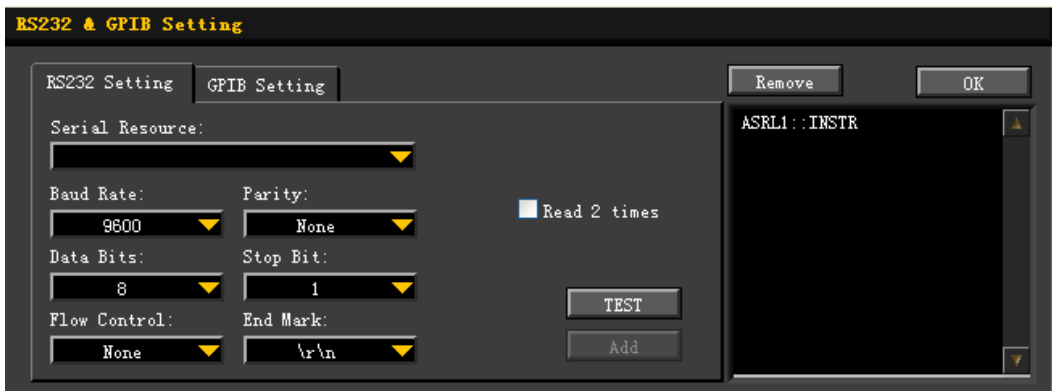 RS232 & GPIB Setting
RS232 Setting
GPIB Setting
Remove
OK
Serial Resource:
ASRL1::INSTR
Baud Rate:
Parity:
9600
None
Read 2 times
Data Bits:
Stop Bit:
8
1
TEST
Flow Control:
End Mark:
None
\r\n
Add